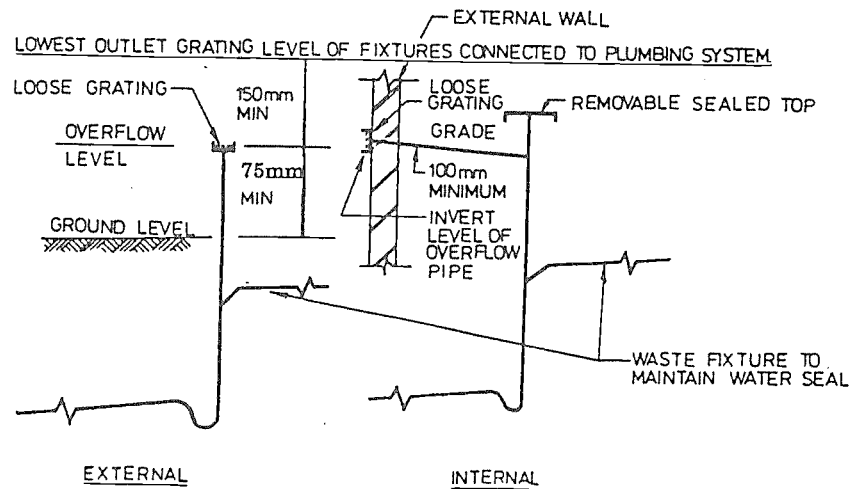 EXTERNAL WALL
LOWEST OUTLET GRATING LEVEL OF FIXTURES CONNECTED TO PLUMBING SYSTEM.
LOOSE GRATING
150mm
MIN
LOOSE
GRATING
REMOVABLE SEALED TOP
OVERFLOW
LEVEL
GRADE
75mm
MIN
100mm
MINIMUM
GROUND LEVEL
INVERT
LEVEL OF
OVERFLOW
PIPE
WASTE FIXTURE TO
MAINTAIN WATER SEAL
EXTERNAL
INTERNAL